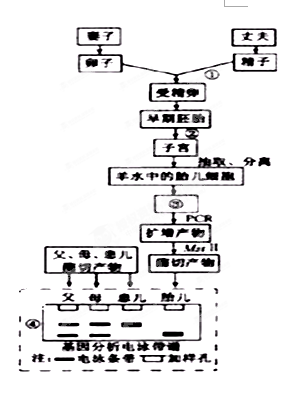 妻子 丈夫
卵子 精子
①
受精卵
早期胚胎
②
子宫
抽取、分离
羊水中的胎儿细胞
③
PCR
扩增产物
Mst II
父、母、患儿
酶切产物 酶切产物
父 母 患儿 胎儿
④
基因分析电泳带谱
注: 电泳条带 加样孔